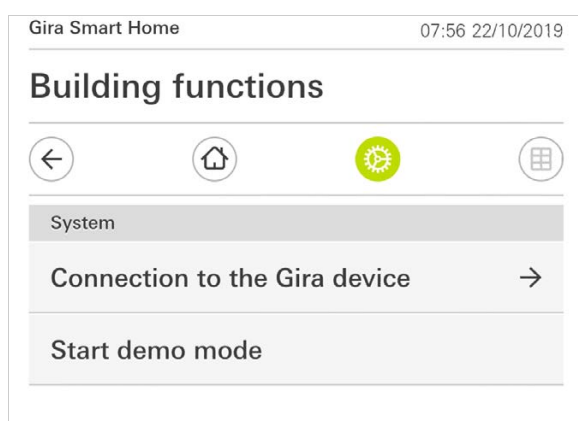 Gira Smart Home 07:56 22/10/2019
Building functions
System
Connection to the Gira device
Start demo mode